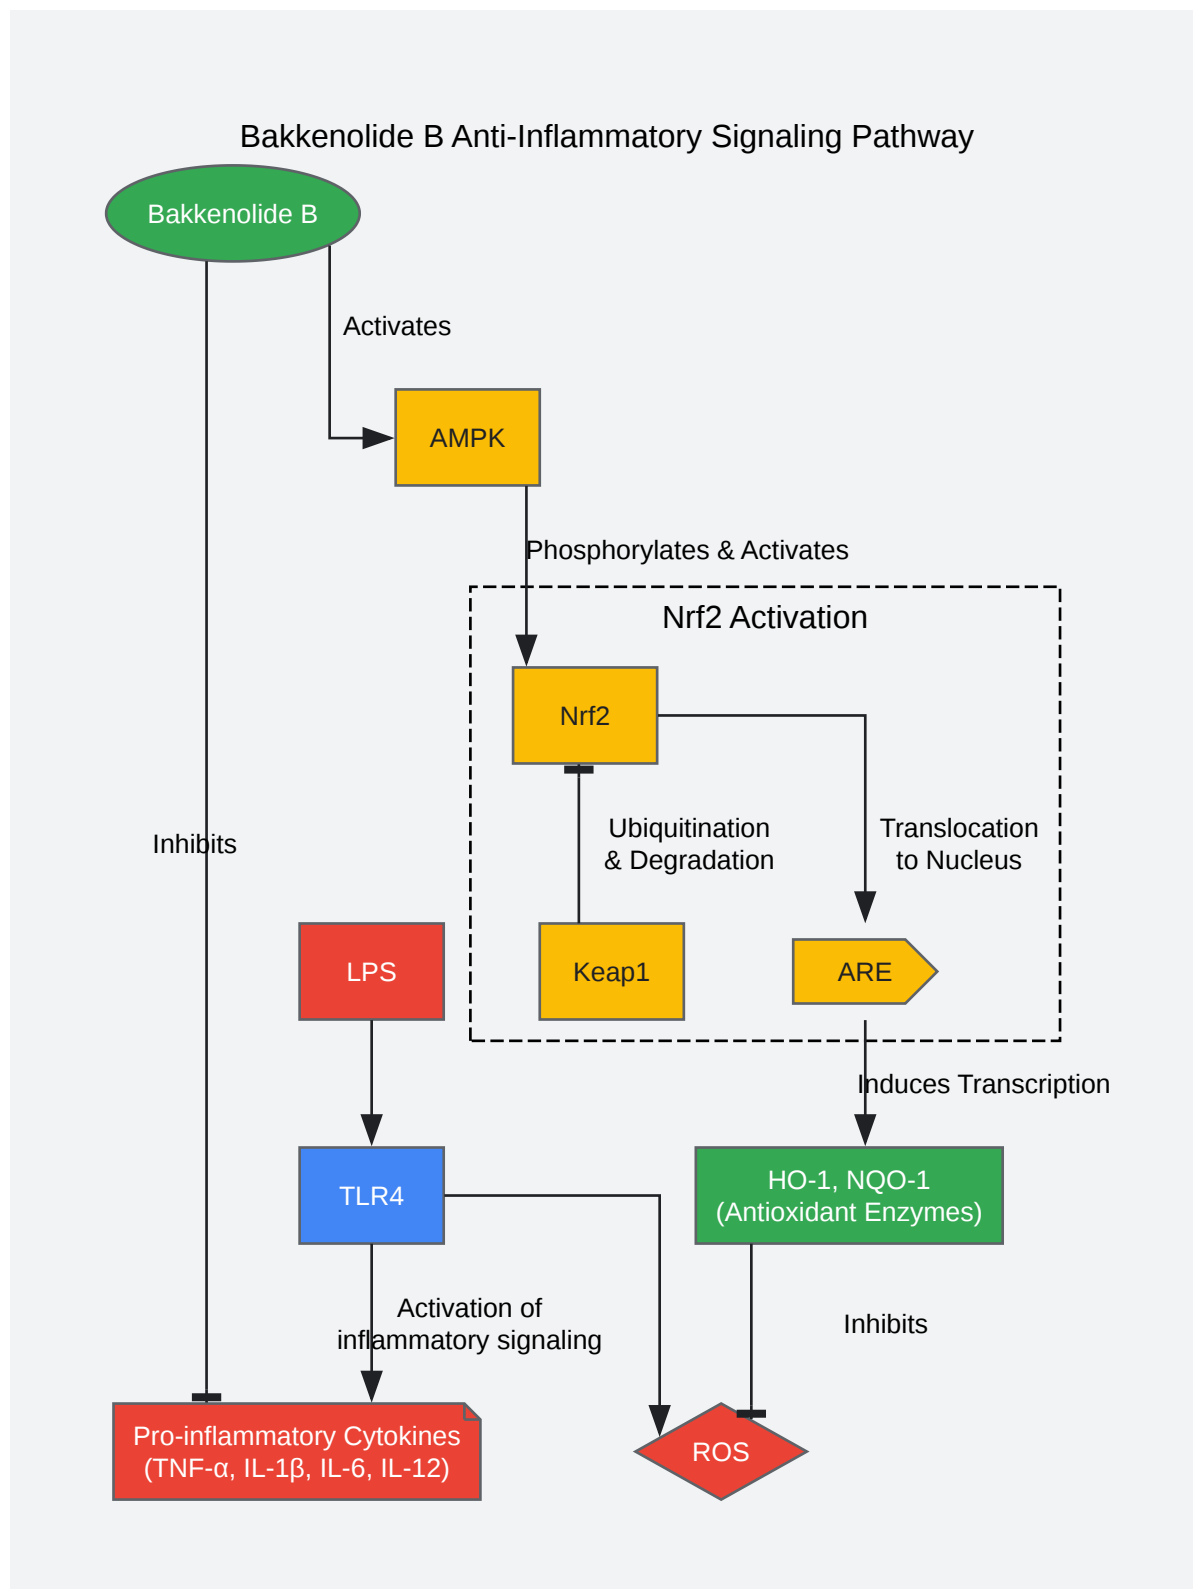 Bakkenolide B Anti-Inflammatory Signaling Pathway
Bakkenolide B
Activates
AMPK
Phosphorylates & Activates
Nrf2 Activation
Nrf2
Ubiquitination
& Degradation
Translocation
to Nucleus
Inhibits
LPS
Keap1
ARE
Induces Transcription
TLR4
HO-1, NQO-1
(Antioxidant Enzymes)
Activation of
inflammatory signaling
Inhibits
Pro-inflammatory Cytokines
(TNF-α, IL-1β, IL-6, IL-12)
ROS